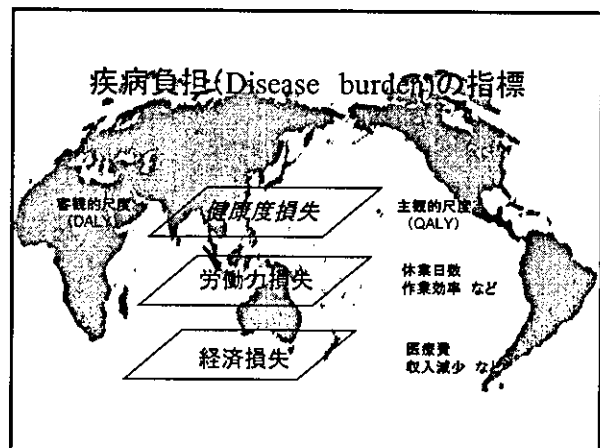 疾病負担(Disease burden)の指標
客観的尺度
(DALY)
健康度損失
主観的尺度
(QALY)
労働力損失
休業日数
作業効率 など
経済損失
医療費
収入減少 など